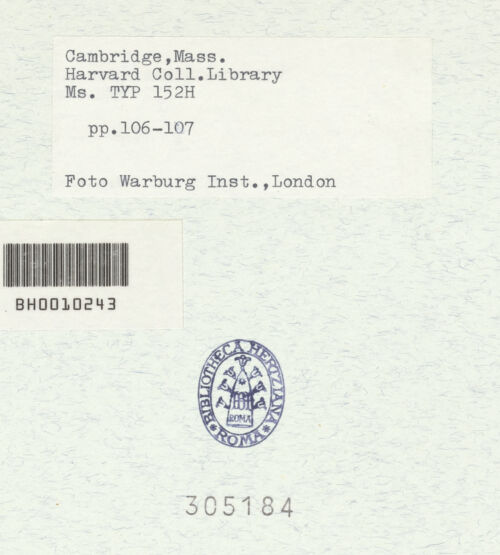 Cambridge,Mass.
Harvard Coll.Library
Ms. TYP 152H
pp.106-107
Foto Warburg Inst.,London
BH0010243
BIBLIOTHECA HERTZIANA
ROMA
ROMA
305184